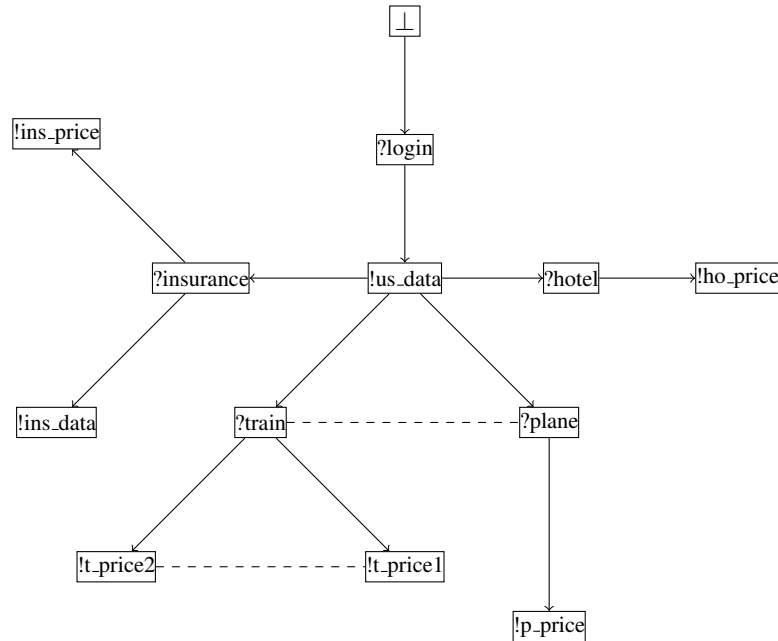 ⊥
!ins_price
?login
?insurance
!us_data
?hotel
!ho_price
!ins_data
?train
?plane
!t_price2
!t_price1
!p_price